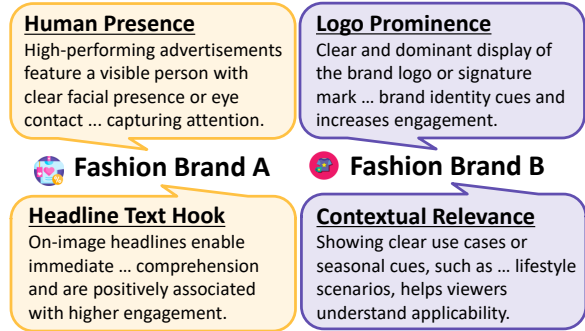 Human Presence
High-performing advertisements
feature a visible person with
clear facial presence or eye
contact ... capturing attention.
Logo Prominence
Clear and dominant display of
the brand logo or signature
mark ... brand identity cues and
increases engagement.
Fashion Brand A
Fashion Brand B
Headline Text Hook
On-image headlines enable
immediate ... comprehension
and are positively associated
with higher engagement.
Contextual Relevance
Showing clear use cases or
seasonal cues, such as ... lifestyle
scenarios, helps viewers
understand applicability.